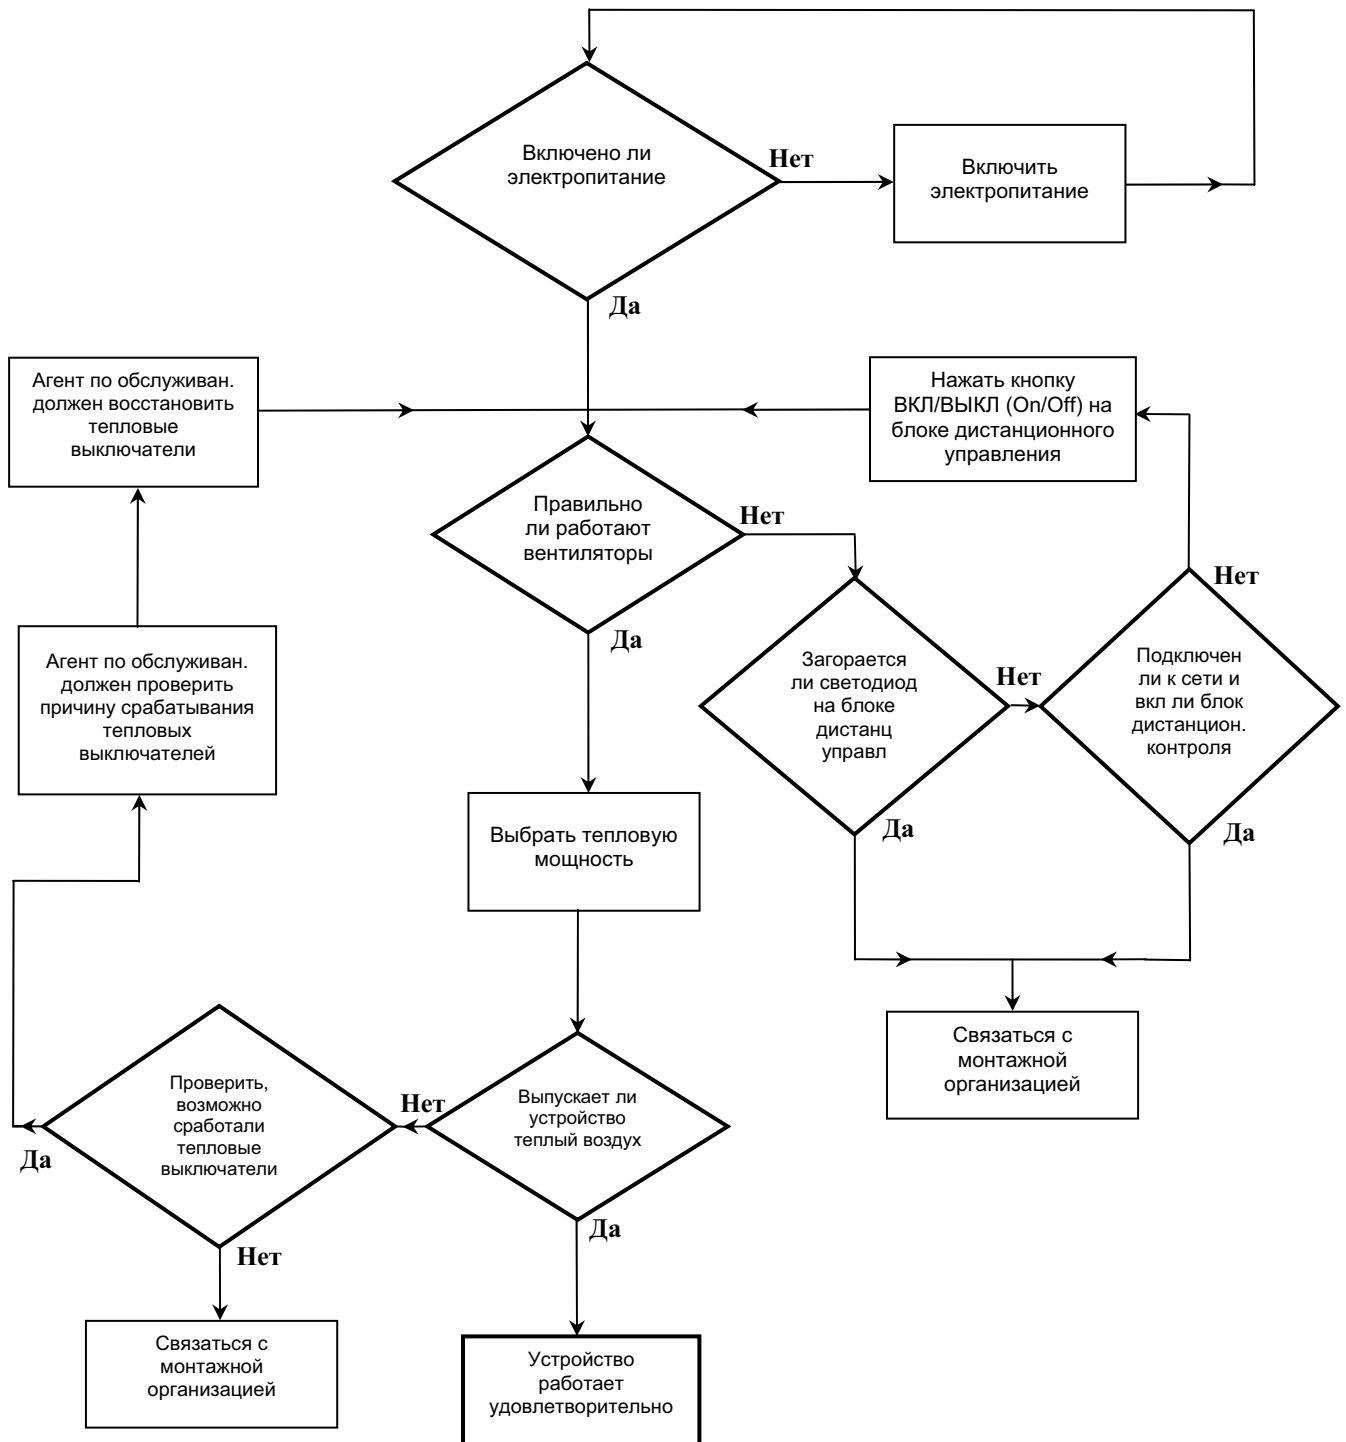 Включено ли
электропитание
Нет
Включить
электропитание
Да
Агент по обслуживан.
должен восстановить
тепловые
выключатели
Нажать кнопку
ВКЛ/ВЫКЛ (On/Off) на
блоке дистанционного
управления
Правильно
ли работают
вентиляторы
Нет
Да
Нет
Агент по обслуживан.
должен проверить
причину срабатывания
тепловых
выключателей
Загорается
ли светодиод
на блоке
дистанц
управл
Нет
Подключен
ли к сети и
вкл ли блок
дистанцион.
контроля
Да
Да
Выбрать тепловую
мощность
Связаться с
монтажной
организацией
Проверить,
возможно
сработали
тепловые
выключатели
Нет
Выпускает ли
устройство
теплый воздух
Да
Да
Нет
Связаться с
монтажной
организацией
Устройство
работает
удовлетворительно